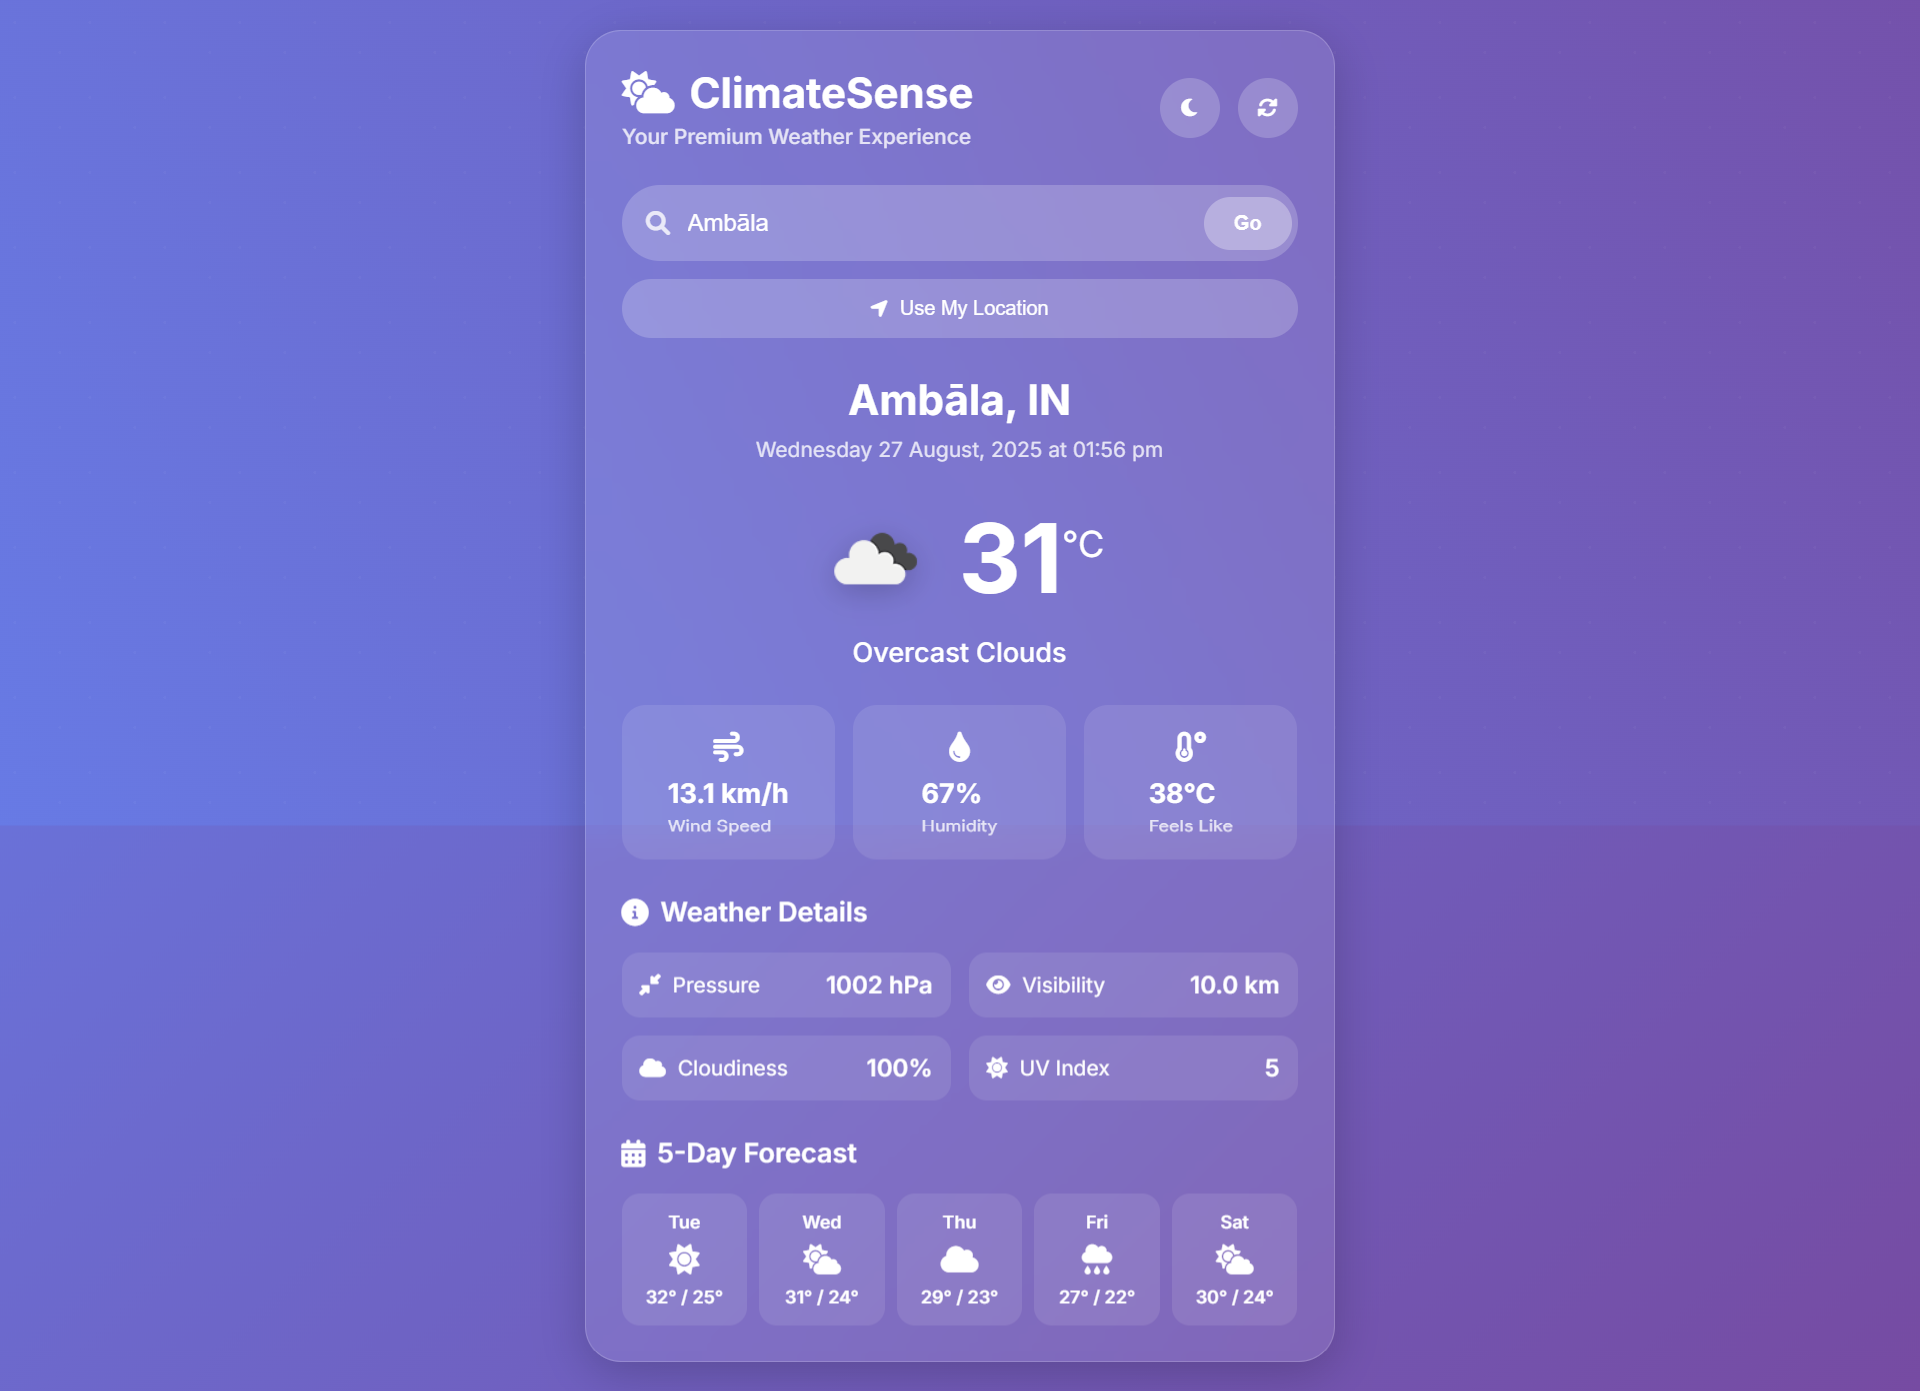 ClimateSense
Your Premium Weather Experience
Ambāla
Go
Use My Location
Ambāla, IN
Wednesday 27 August, 2025 at 01:56 pm
31°C
Overcast Clouds
13.1 km/h
Wind Speed
67%
Humidity
38°C
Feels Like
Weather Details
Pressure 1002 hPa
Visibility 10.0 km
Cloudiness 100%
UV Index 5
5-Day Forecast
Tue
32° / 25°
Wed
31° / 24°
Thu
29° / 23°
Fri
27° / 22°
Sat
30° / 24°